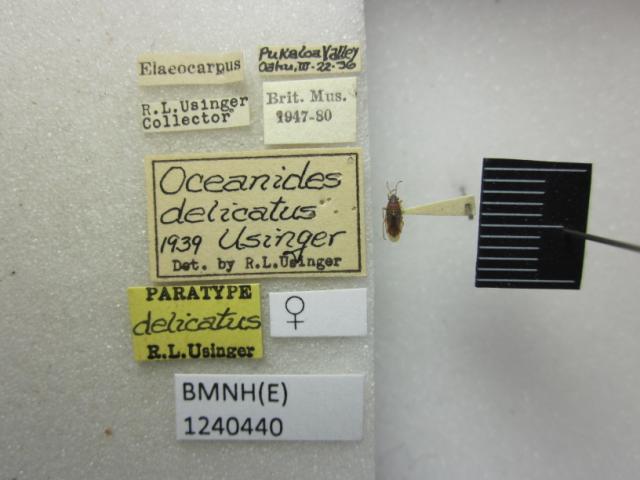 Elaeocarpus
Pukaloa Valley
Oahu, III-22-36
R.L.Usinger
Collector
Brit. Mus.
1947-80
Oceanides
delicatus
1939 Usinger
Det. by R.L.Usinger
PARATYPE
delicatus
R.L.Usinger
♀
BMNH(E)
1240440